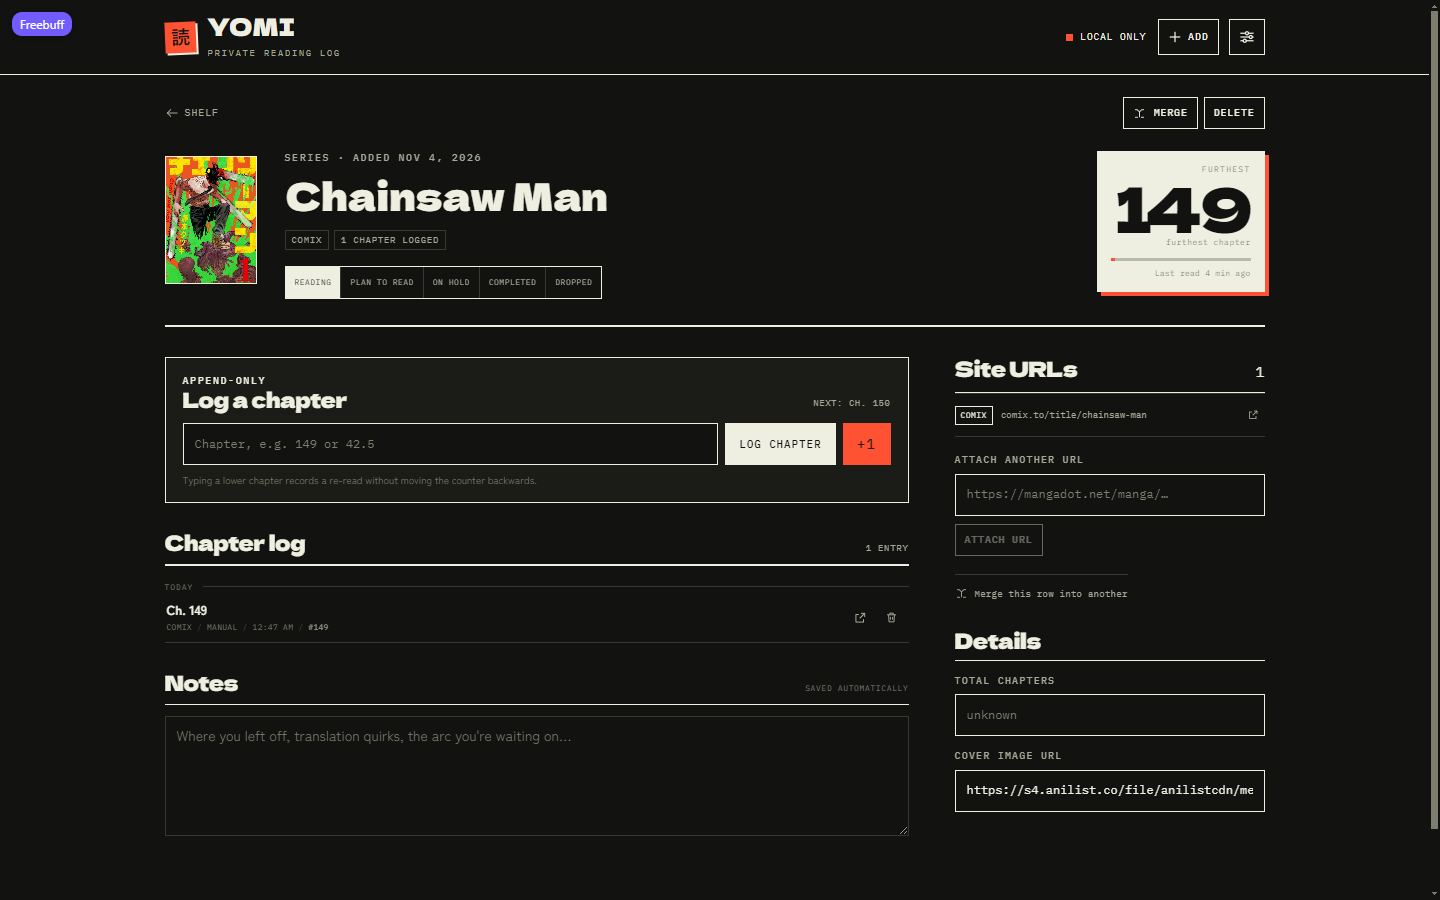 Freebuff
読
YOMI
PRIVATE READING LOG
LOCAL ONLY
ADD
SHELF
MERGE
DELETE
SERIES · ADDED NOV 4, 2026
Chainsaw Man
COMIX
1 CHAPTER LOGGED
READING
PLAN TO READ
ON HOLD
COMPLETED
DROPPED
FURTHEST
149
furthest chapter
Last read 4 min ago
APPEND-ONLY
Log a chapter
NEXT: CH. 150
Chapter, e.g. 149 or 42.5
LOG CHAPTER
+1
Typing a lower chapter records a re-read without moving the counter backwards.
Chapter log
1 ENTRY
TODAY
Ch. 149
COMIX / MANUAL / 12:47 AM / #149
Notes
SAVED AUTOMATICALLY
Where you left off, translation quirks, the arc you're waiting on...
Site URLs
1
COMIX
comix.to/title/chainsaw-man
ATTACH ANOTHER URL
https://mangadot.net/manga/…
ATTACH URL
Merge this row into another
Details
TOTAL CHAPTERS
unknown
COVER IMAGE URL
https://s4.anilist.co/file/anilistcdn/me